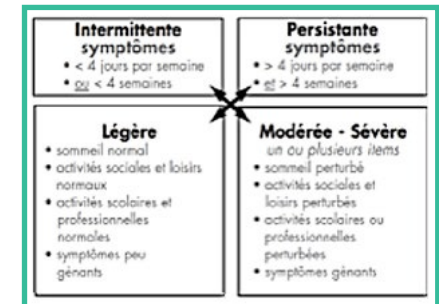 Intermittente
symptômes
• < 4 jours par semaine
• ou < 4 semaines
Persistante
symptômes
• > 4 jours par semaine
• et > 4 semaines
Légère
• sommeil normal
• activités sociales et loisirs
normaux
• activités scolaires et
professionnelles
normales
• symptômes peu
gênants
Modérée - Sévère
un ou plusieurs items
• sommeil perturbé
• activités sociales et
loisirs perturbés
• activités scolaires ou
professionnelles
perturbées
• symptômes gênants